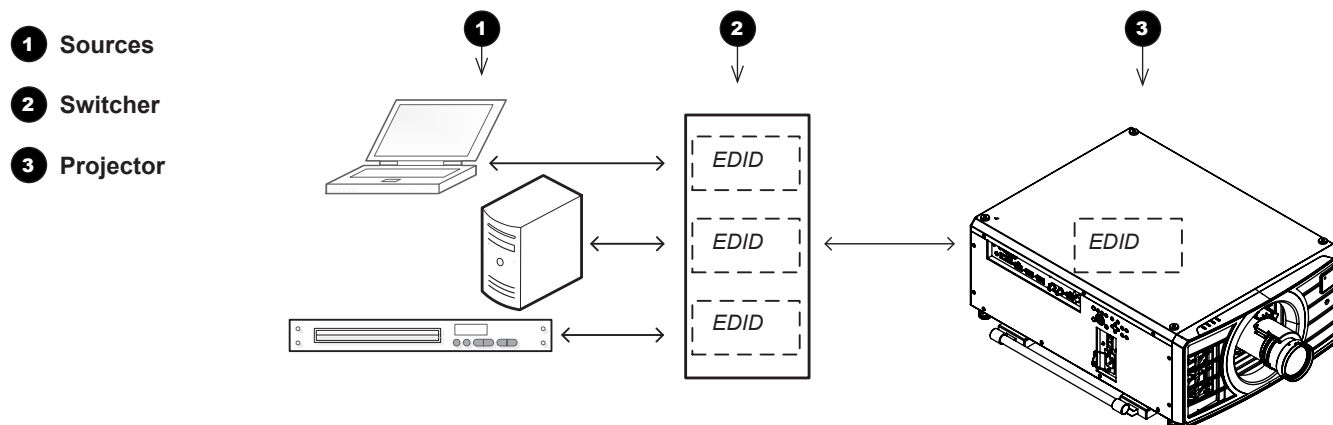 1 Sources
2 Switcher
3 Projector
1 2 3
EDID
EDID
EDID
EDID